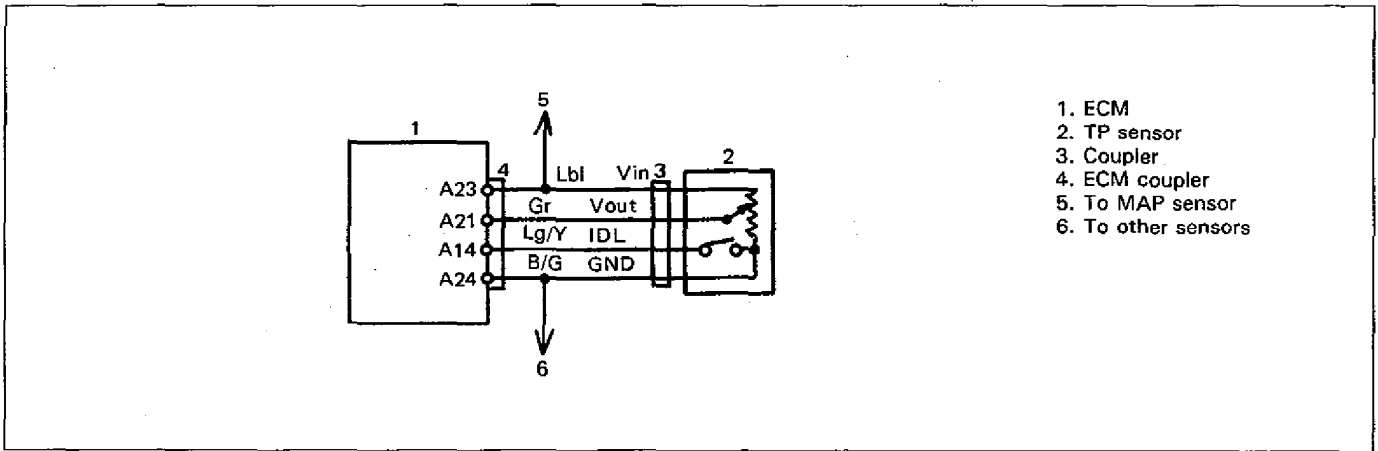 5
1
4
Lbl
Vin
3
2
A23
Gr
Vout
A21
Lg/Y
IDL
A14
B/G
GND
A24
6
1. ECM
2. TP sensor
3. Coupler
4. ECM coupler
5. To MAP sensor
6. To other sensors